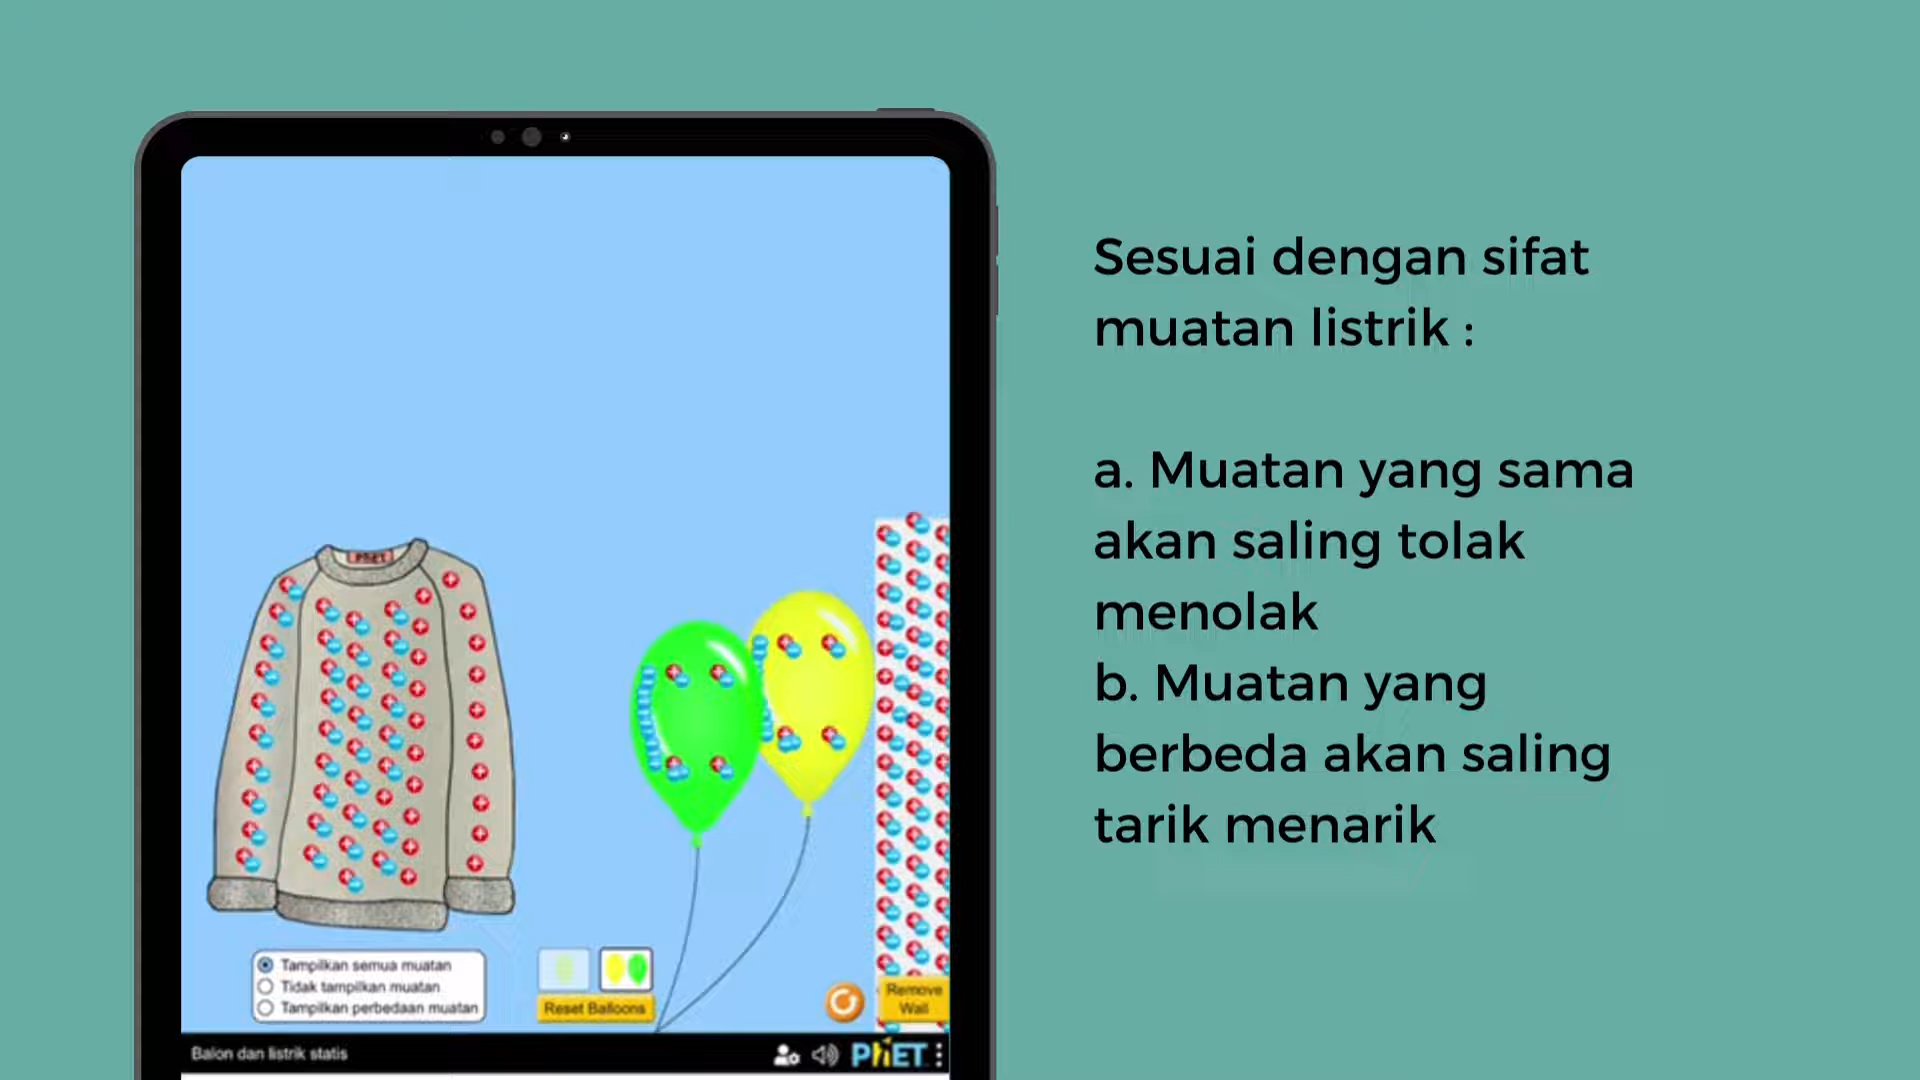 Sesuai dengan sifat
muatan listrik :
a. Muatan yang sama
akan saling tolak
menolak
b. Muatan yang
berbeda akan saling
tarik menarik
PhET
Tampilkan semua muatan
Tidak tampilkan muatan
Tampilkan perbedaan muatan
Reset Balloons
Remove
Wall
Balon dan listrik statis
PhET